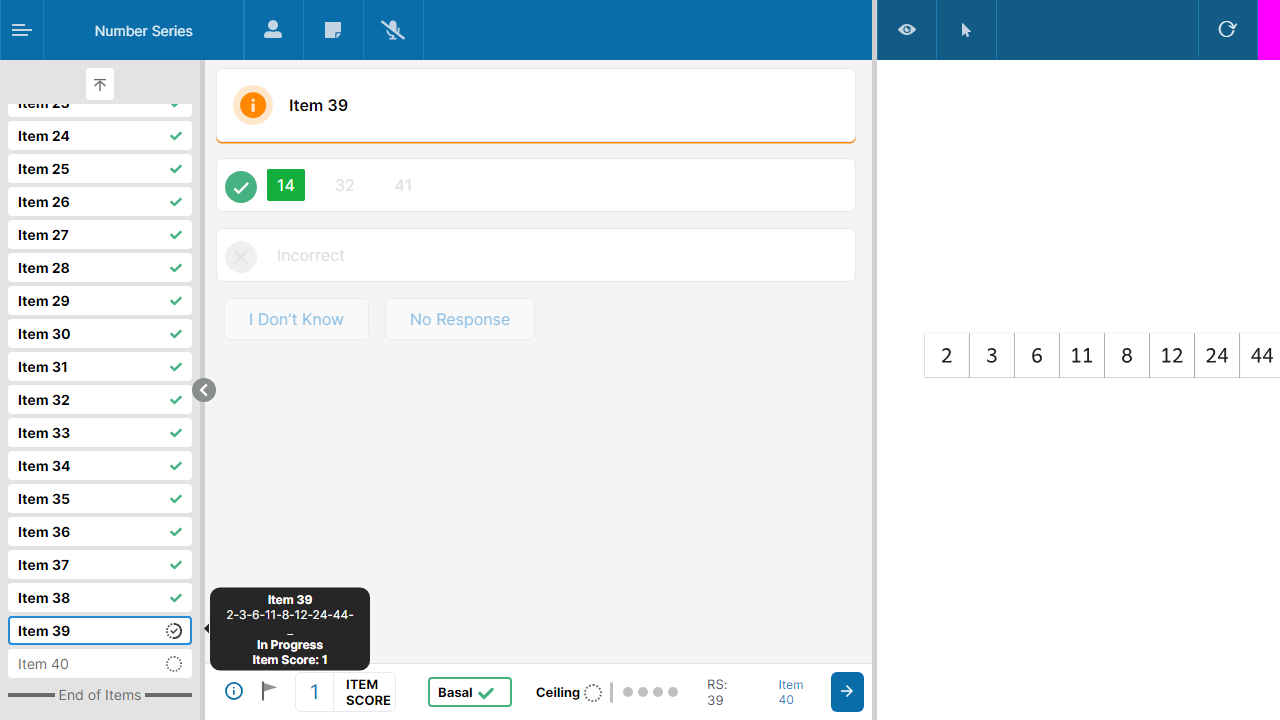 Number Series
Item 23
Item 24
Item 25
Item 26
Item 27
Item 28
Item 29
Item 30
Item 31
Item 32
Item 33
Item 34
Item 35
Item 36
Item 37
Item 38
Item 39
Item 40
End of Items
Item 39
14 32 41
Incorrect
I Don't Know No Response
Item 39
2-3-6-11-8-12-24-44-
_
In Progress
Item Score: 1
1 ITEM SCORE
Basal
Ceiling
RS:
39
Item
40
2 3 6 11 8 12 24 44